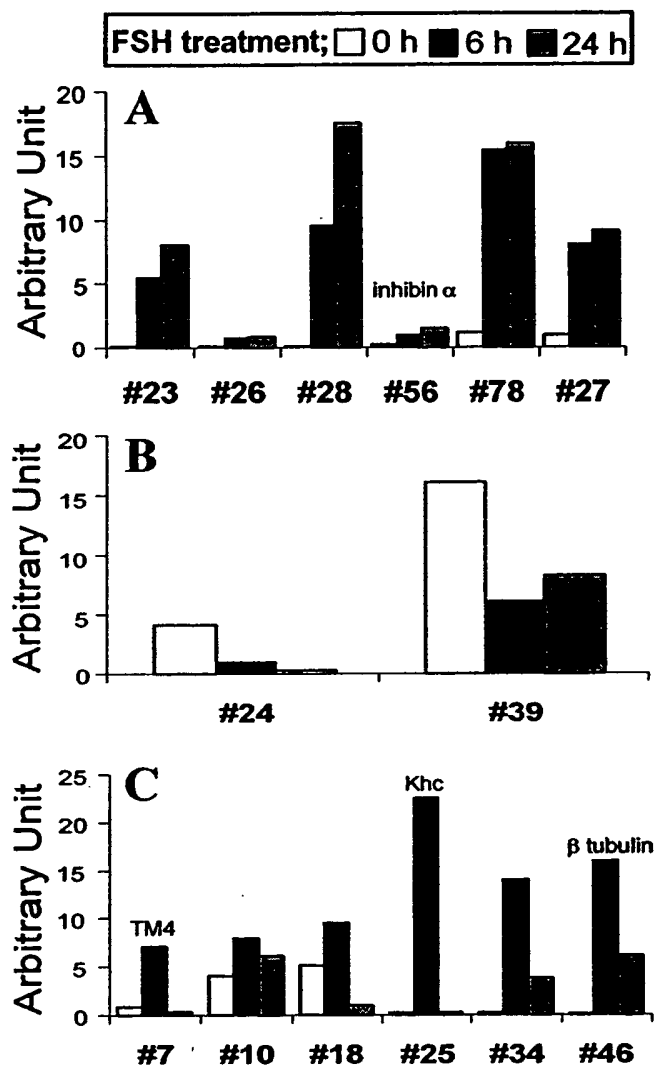 FSH treatment; 0 h 6 h 24 h
A
Arbitrary Unit
20
15
10
5
0
inhibin α
#23 #26 #28 #56 #78 #27
B
Arbitrary Unit
20
15
10
5
0
#24 #39
C
Arbitrary Unit
25
20
15
10
5
0
TM4
Khc
β tubulin
#7 #10 #18 #25 #34 #46